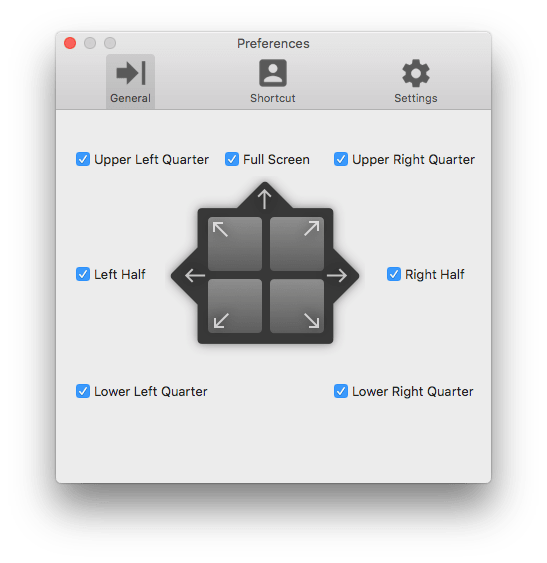 Preferences
General
Shortcut
Settings
Upper Left Quarter
Full Screen
Upper Right Quarter
Left Half
Right Half
Lower Left Quarter
Lower Right Quarter